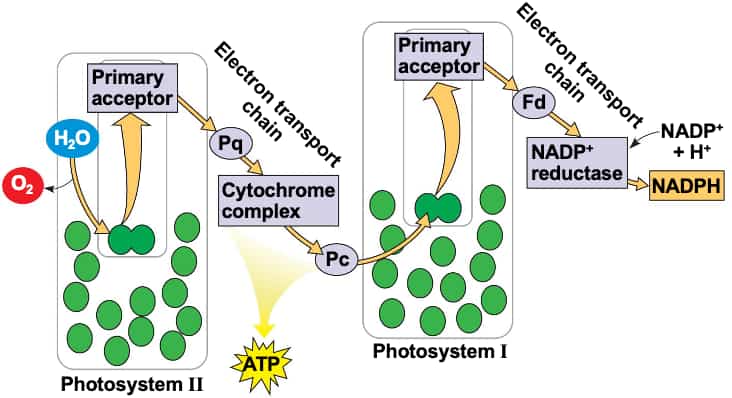 Primary
acceptor
H₂O
O₂
Electron transport
chain
Pq
Cytochrome
complex
Pc
ATP
Photosystem II
Primary
acceptor
Electron transport
chain
Fd
NADP⁺
reductase
NADP⁺
+ H⁺
NADPH
Photosystem I